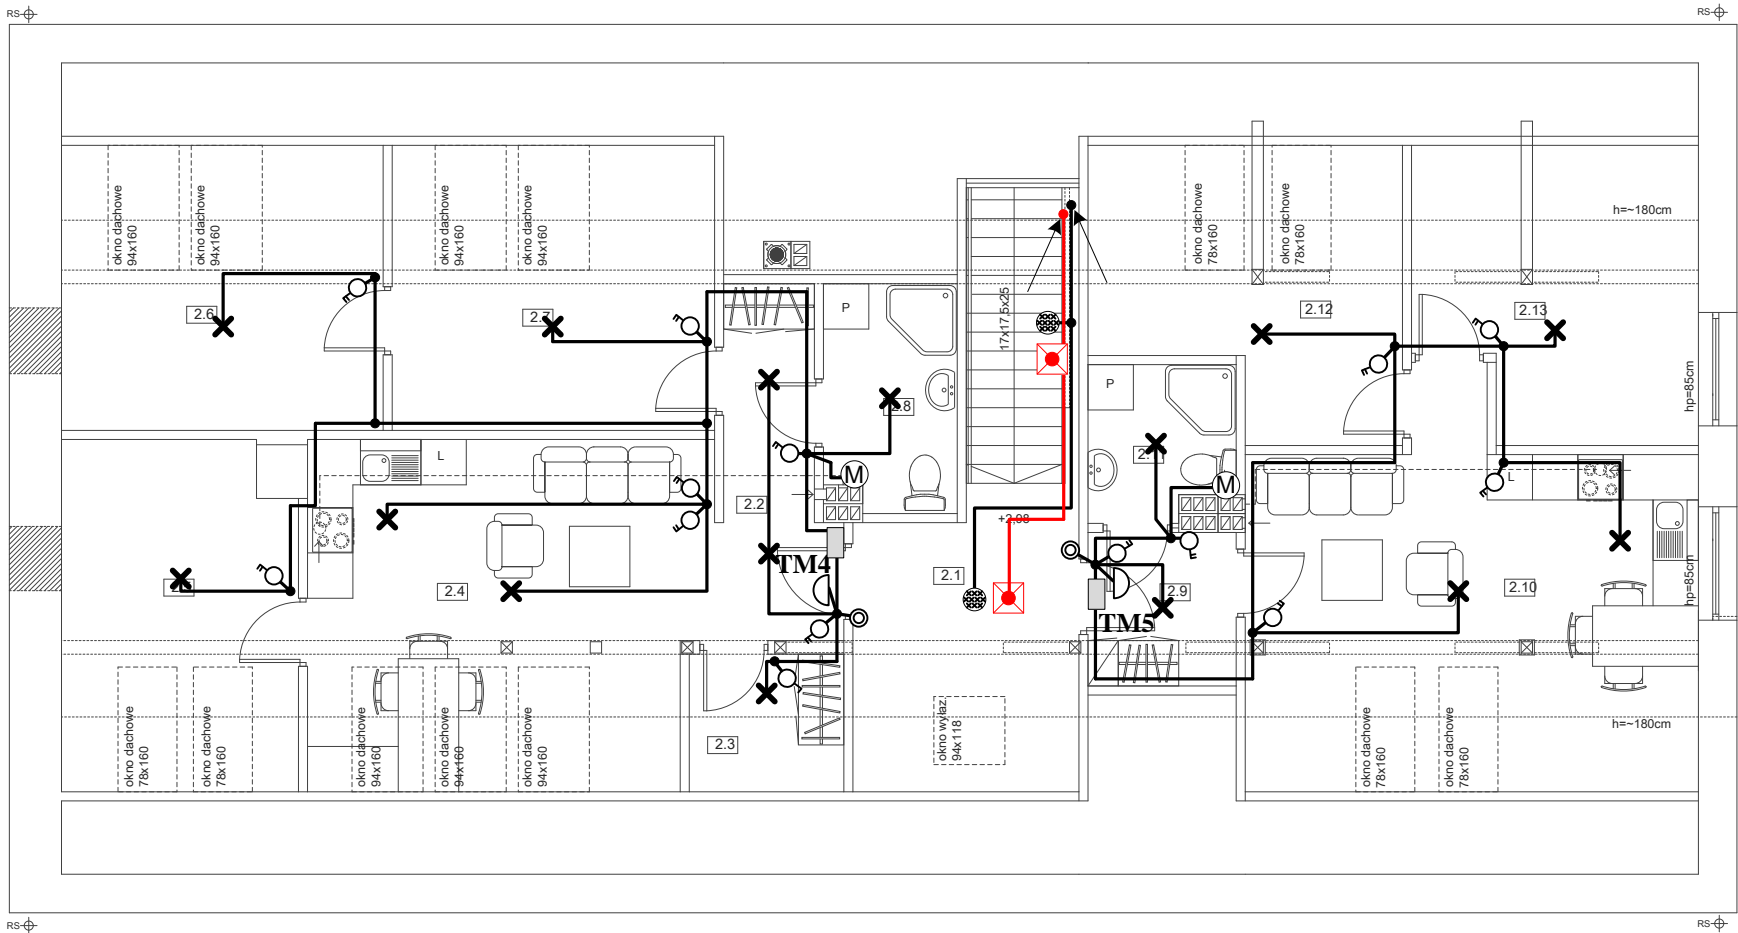 RS
RS
okno dachowe
94x160
okno dachowe
94x160
okno dachowe
94x160
okno dachowe
94x160
okno dachowe
78x160
okno dachowe
78x160
h=~180cm
2.6
2.7
P
17x17,5x25
2.12
2.13
hp=85cm
P
2.8
L
M
M
L
2.2
+2,98
TM4
2.1
2.4
2.9
2.10
hp=85cm
TM5
okno dachowe
78x160
okno dachowe
78x160
okno dachowe
94x160
okno dachowe
94x160
okno dachowe
94x160
2.3
okno wyłaz.
94x118
okno dachowe
78x160
okno dachowe
78x160
h=~180cm
RS
RS